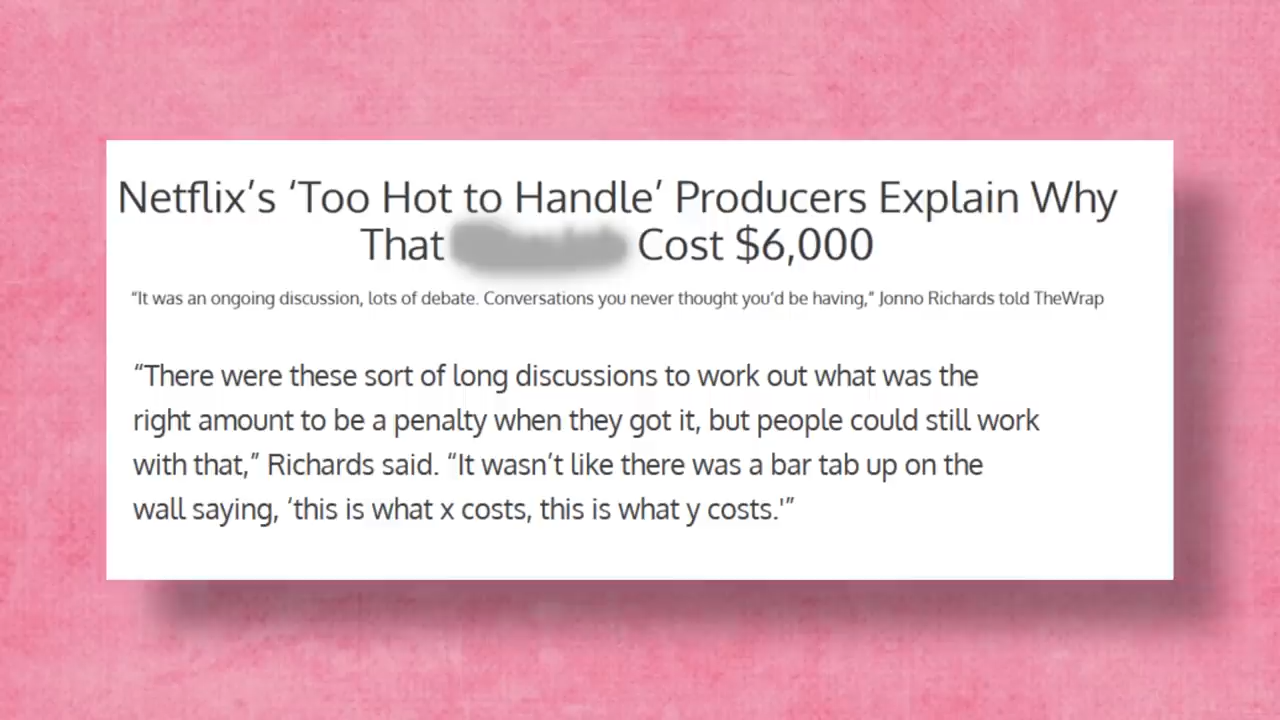 Netflix’s ‘Too Hot to Handle’ Producers Explain Why
That Cost $6,000
“It was an ongoing discussion, lots of debate. Conversations you never thought you’d be having,” Jonno Richards told TheWrap
“There were these sort of long discussions to work out what was the
right amount to be a penalty when they got it, but people could still work
with that,” Richards said. “It wasn’t like there was a bar tab up on the
wall saying, ‘this is what x costs, this is what y costs.'”